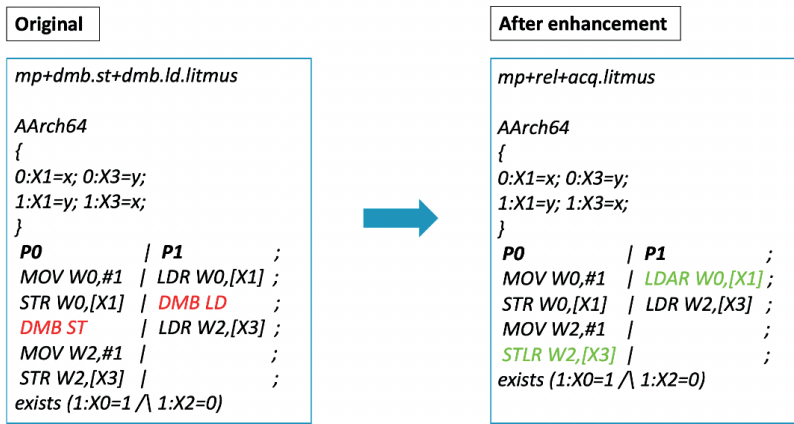 Original
mp+dmb.st+dmb.ld.litmus
AArch64
{
0:X1=x; 0:X3=y;
1:X1=y; 1:X3=x;
}
P0 | P1 ;
MOV W0,#1 | LDR W0,[X1] ;
STR W0,[X1] | DMB LD ;
DMB ST | LDR W2,[X3] ;
MOV W2,#1 | ;
STR W2,[X3] | ;
exists (1:X0=1 /\ 1:X2=0)
After enhancement
mp+rel+acq.litmus
AArch64
{
0:X1=x; 0:X3=y;
1:X1=y; 1:X3=x;
}
P0 | P1 ;
MOV W0,#1 | LDAR W0,[X1] ;
STR W0,[X1] | LDR W2,[X3] ;
MOV W2,#1 | ;
STLR W2,[X3] | ;
exists (1:X0=1 /\ 1:X2=0)